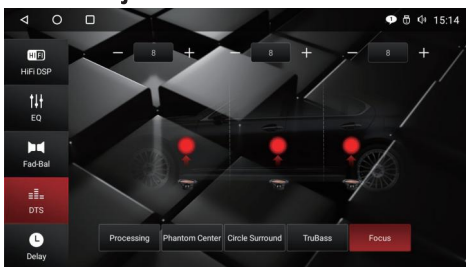 15:14
HiFi
HiFi DSP
− 8 + − 8 + − 8 +
EQ
Fad-Bal
DTS
Delay
Processing Phantom Center Circle Surround TruBass Focus